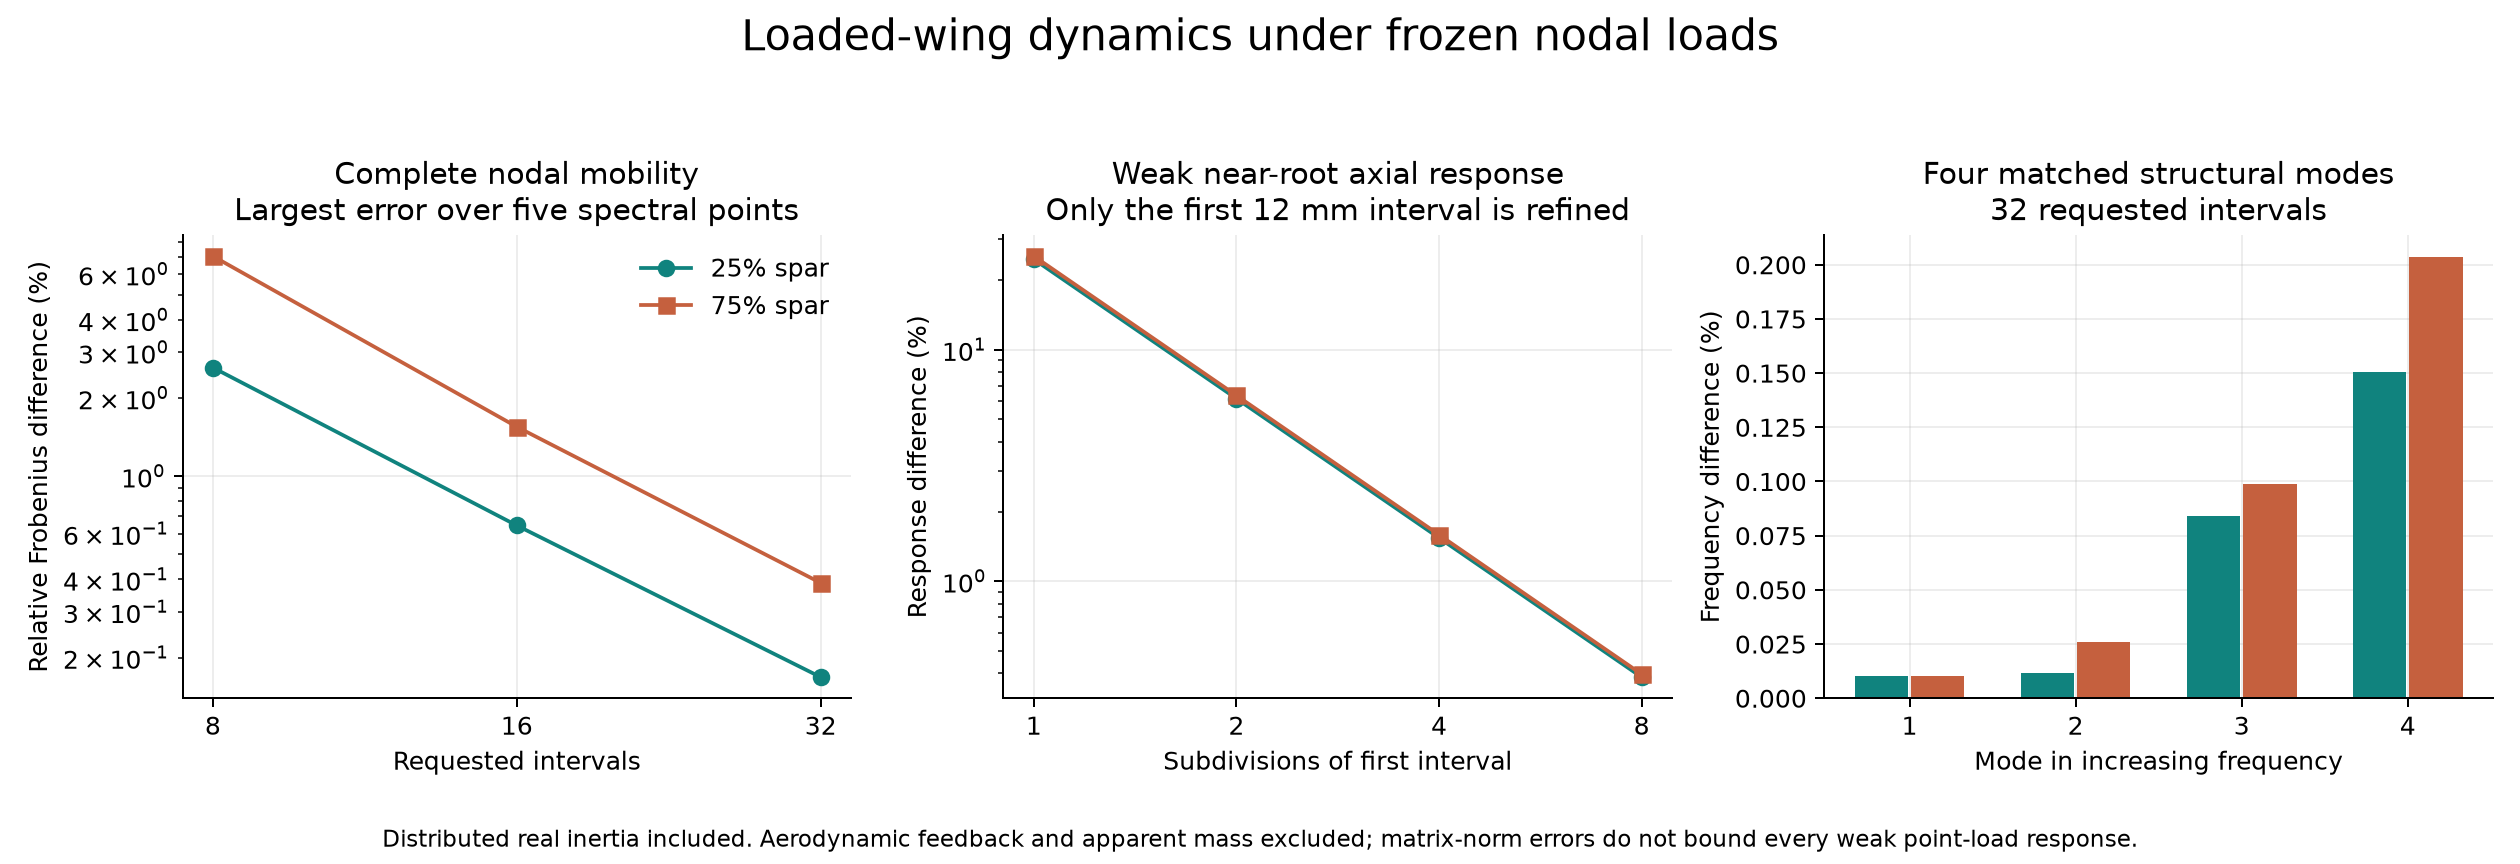 Loaded-wing dynamics under frozen nodal loads
Complete nodal mobility
Largest error over five spectral points
Relative Frobenius difference (%)
6 × 10⁰
4 × 10⁰
3 × 10⁰
2 × 10⁰
10⁰
6 × 10⁻¹
4 × 10⁻¹
3 × 10⁻¹
2 × 10⁻¹
25% spar
75% spar
8 16 32
Requested intervals
Weak near-root axial response
Only the first 12 mm interval is refined
Response difference (%)
10¹
10⁰
1 2 4 8
Subdivisions of first interval
Four matched structural modes
32 requested intervals
Frequency difference (%)
0.200
0.175
0.150
0.125
0.100
0.075
0.050
0.025
0.000
1 2 3 4
Mode in increasing frequency
Distributed real inertia included. Aerodynamic feedback and apparent mass excluded; matrix-norm errors do not bound every weak point-load response.